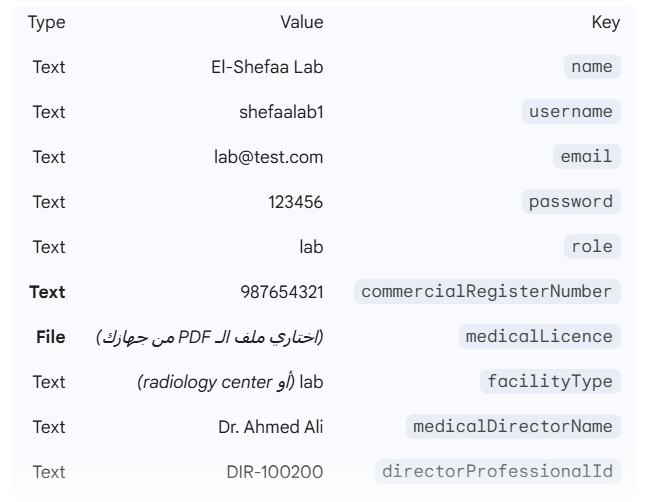 Key Value Type
name El-Shefaa Lab Text
username shefaalab1 Text
email lab@test.com Text
password 123456 Text
role lab Text
commercialRegisterNumber 987654321 Text
medicalLicence (اختاري ملف الـ PDF من جهازك) File
facilityType lab (أو radiology center) Text
medicalDirectorName Dr. Ahmed Ali Text
directorProfessionalId DIR-100200 Text